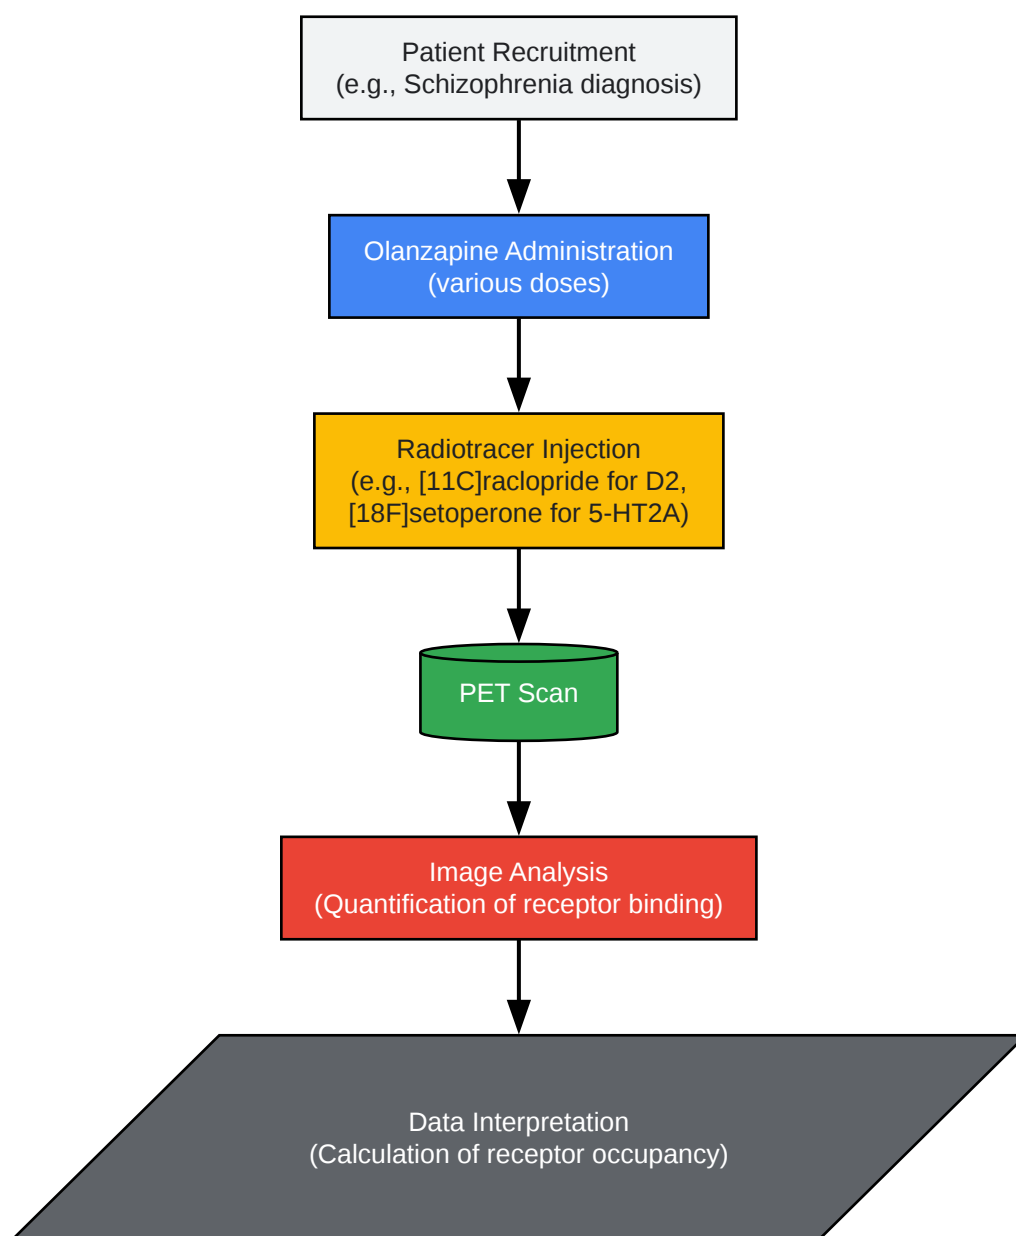 Patient Recruitment
(e.g., Schizophrenia diagnosis)
Olanzapine Administration
(various doses)
Radiotracer Injection
(e.g., [11C]raclopride for D2,
[18F]setoperone for 5-HT2A)
PET Scan
Image Analysis
(Quantification of receptor binding)
Data Interpretation
(Calculation of receptor occupancy)